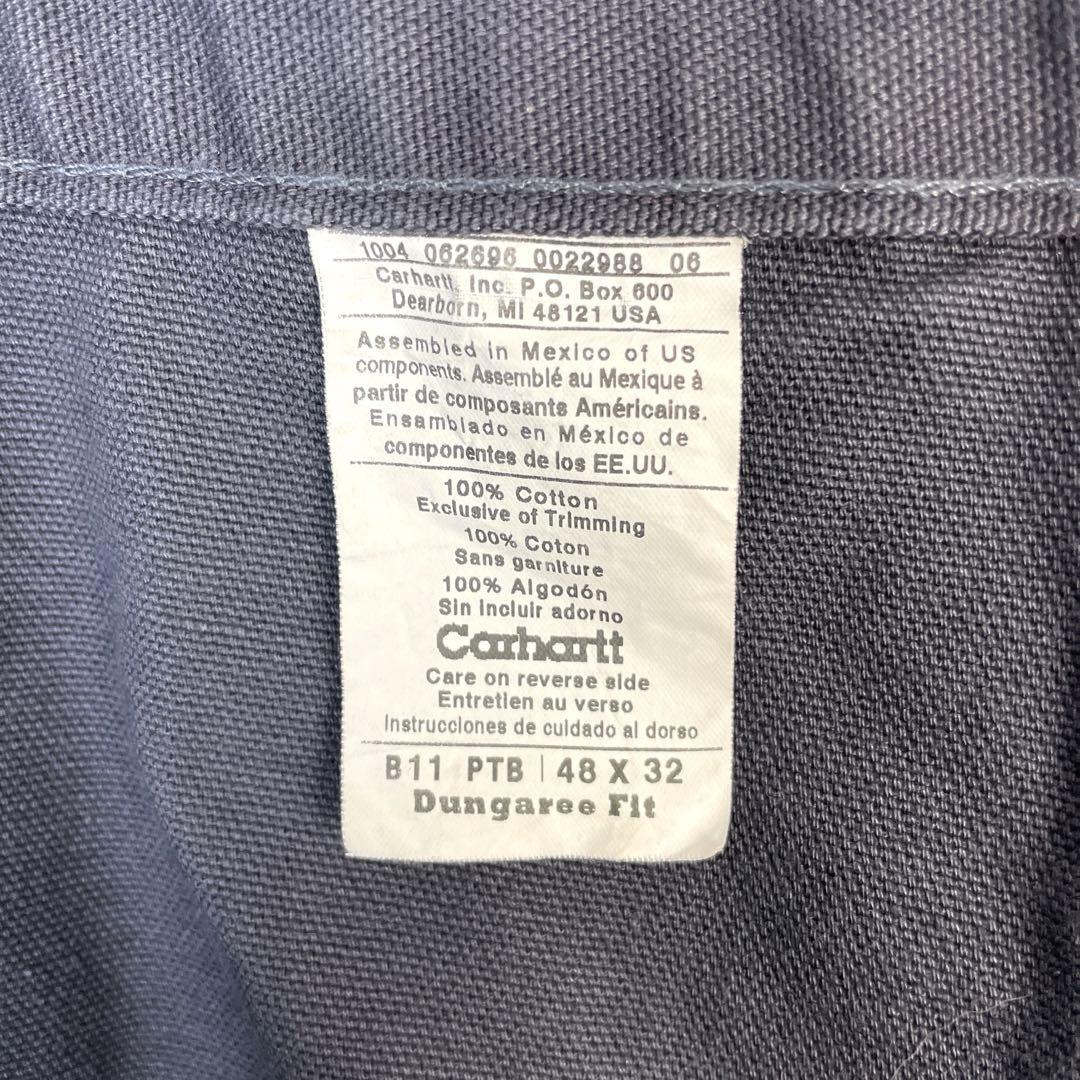 1004 062696 0022988 06
Carhartt, Inc. P.O. Box 600
Dearborn, MI 48121 USA
Assembled in Mexico of US
components. Assemblé au Mexique à
partir de composants Américains.
Ensamblado en México de
componentes de los EE.UU.
100% Cotton
Exclusive of Trimming
100% Coton
Sans garniture
100% Algodón
Sin incluir adorno
Carhartt
Care on reverse side
Entretien au verso
Instrucciones de cuidado al dorso
B11 PTB | 48 X 32
Dungaree Fit